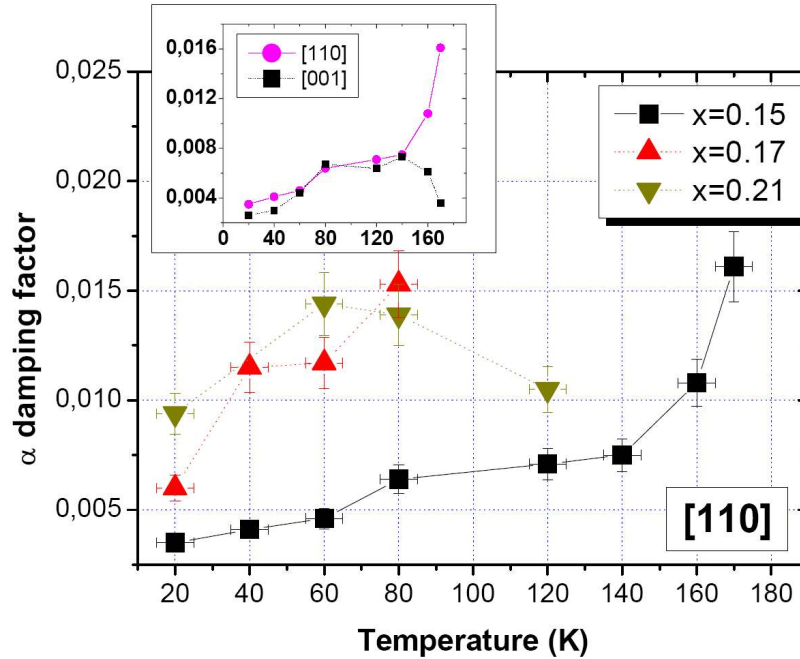 0,016
0,012
0,008
0,004
0 40 80 120 160
[110]
[001]
0,025
0,020
0,015
0,010
0,005
x=0.15
x=0.17
x=0.21
[110]
20 40 60 80 100 120 140 160 180
Temperature (K)
α damping factor